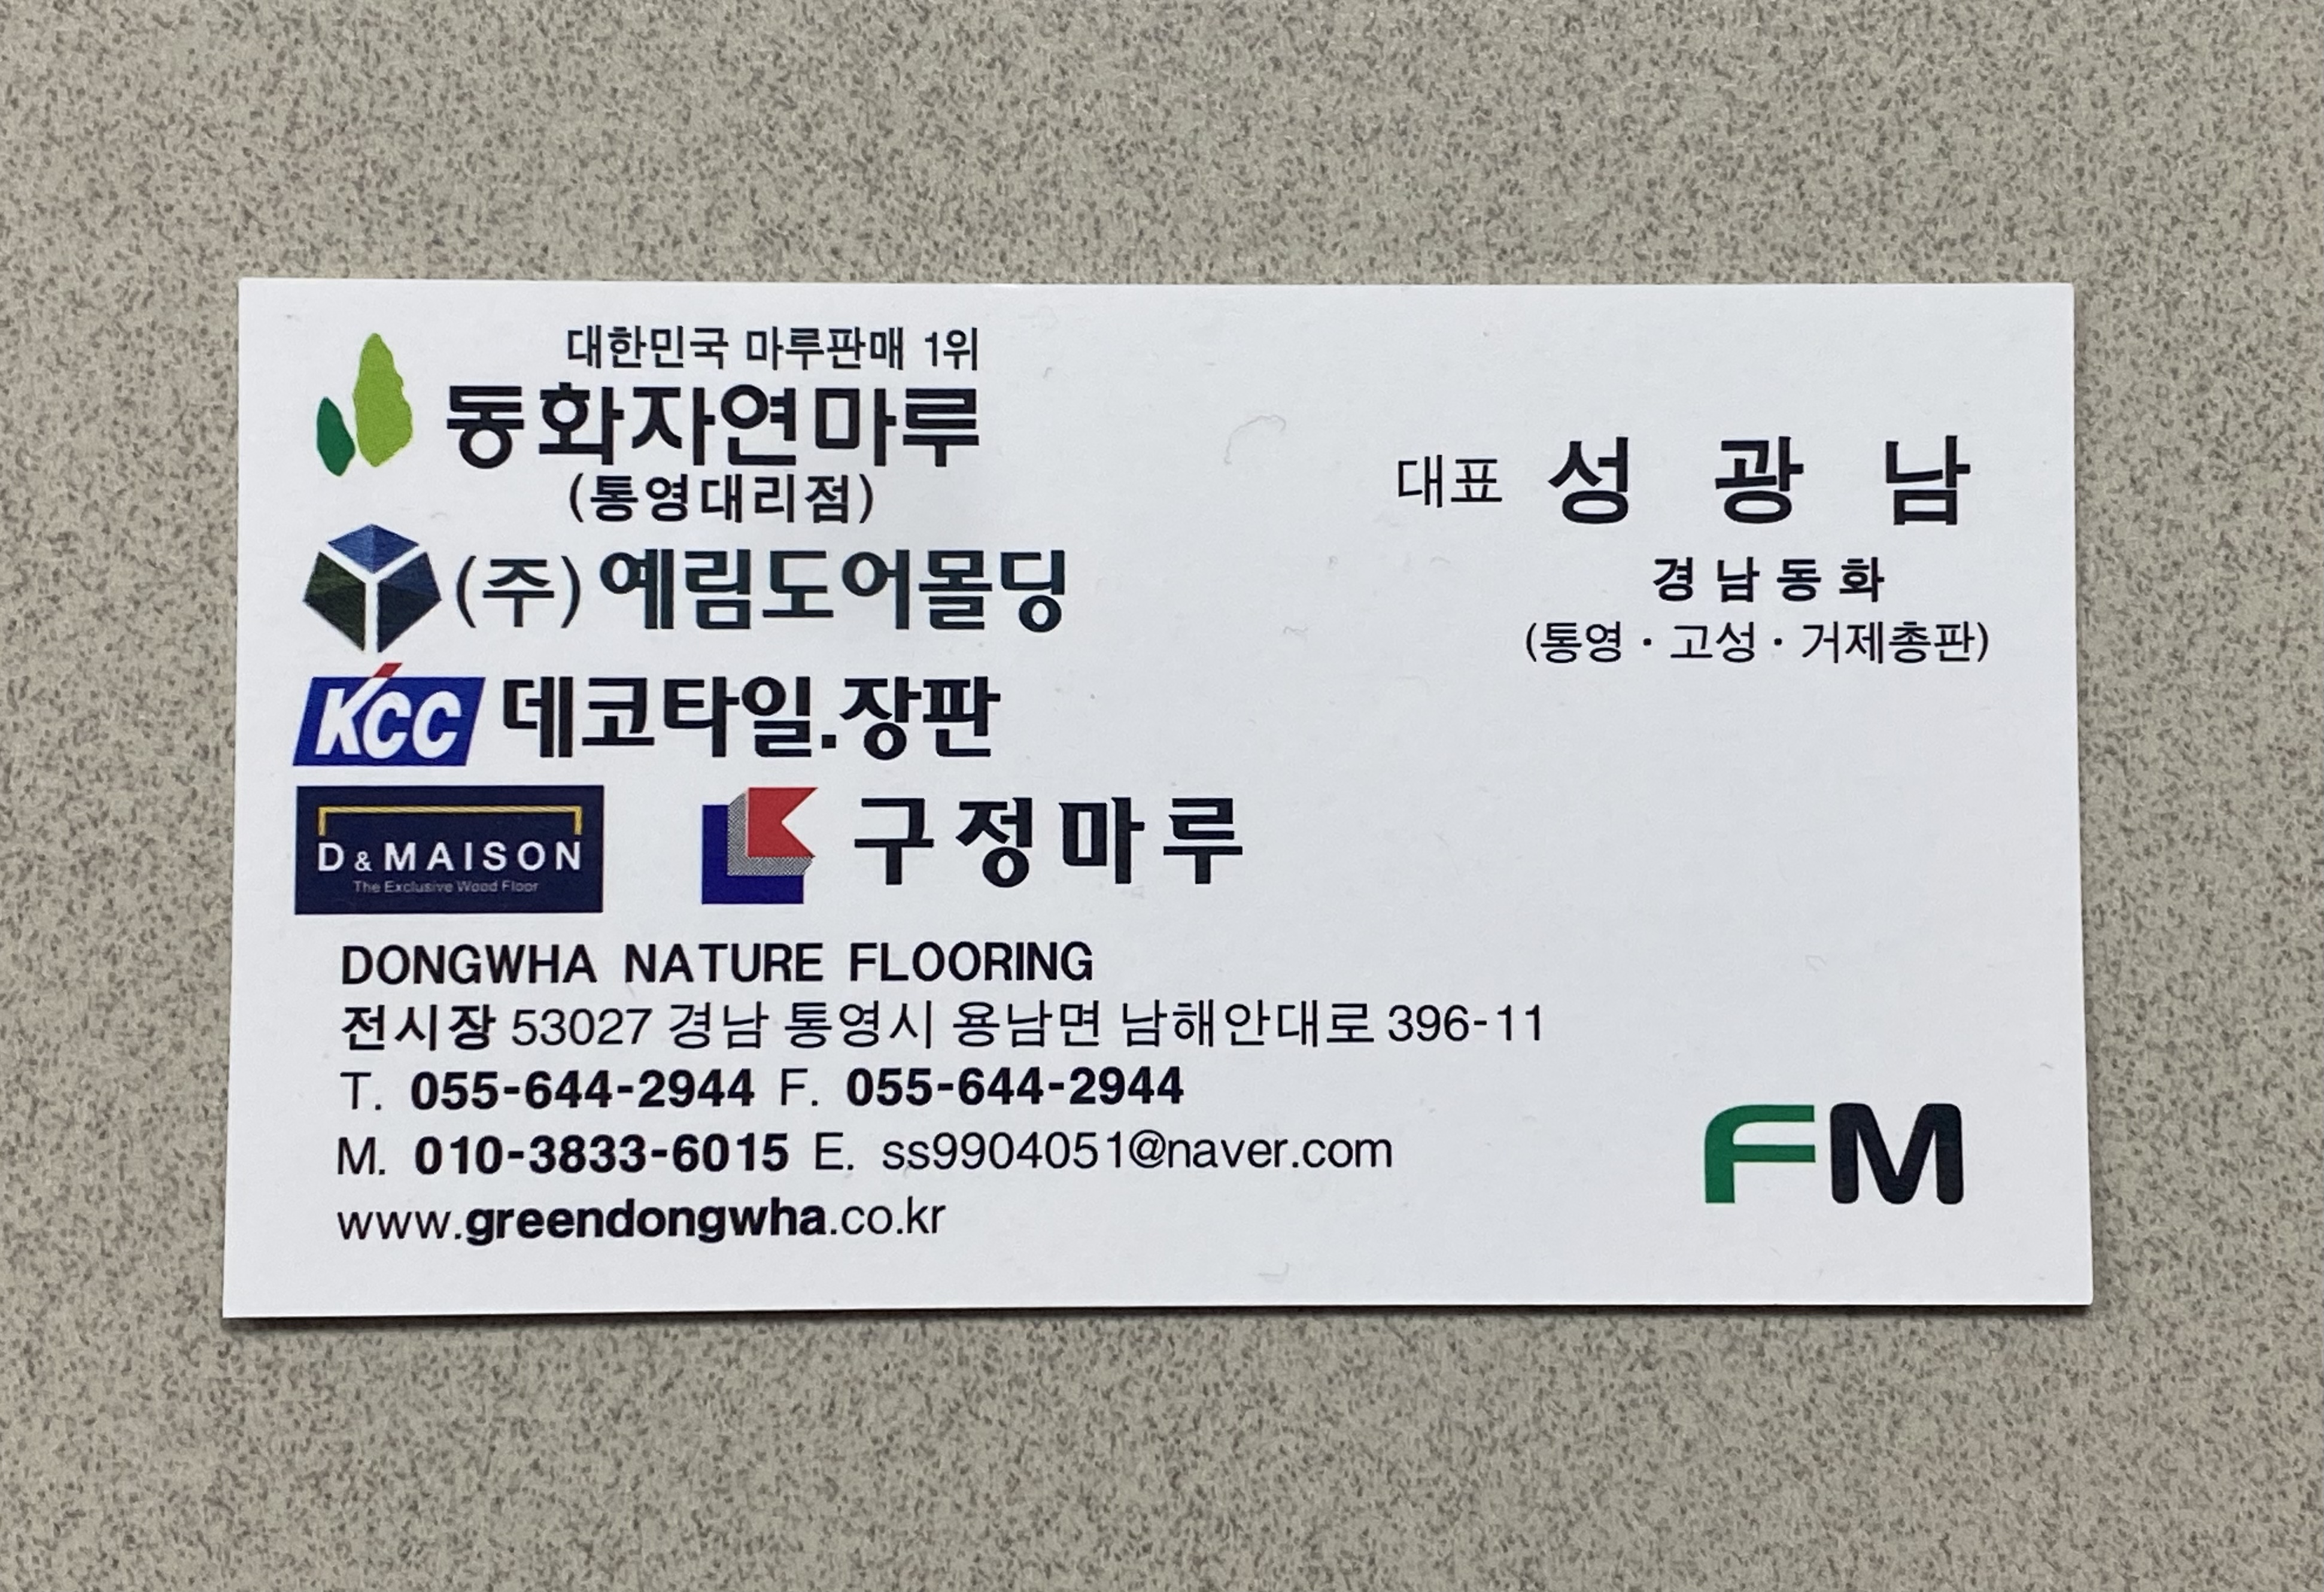 대한민국 마루판매 1위
동화자연마루
(통영대리점)
(주)예림도어몰딩
KCC 데코타일.장판
D & MAISON
The Exclusive Wood Floor
구정마루
대표 성 광 남
경남동화
(통영 · 고성 · 거제총판)
DONGWHA NATURE FLOORING
전시장 53027 경남 통영시 용남면 남해안대로 396-11
T. 055-644-2944 F. 055-644-2944
M. 010-3833-6015 E. ss9904051@naver.com
www.greendongwha.co.kr
FM